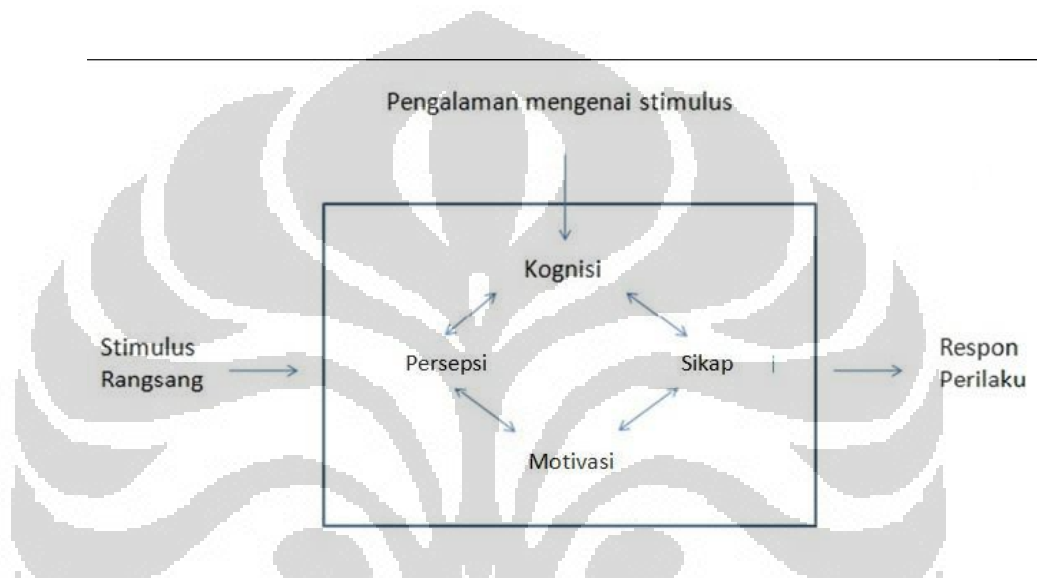 Pengalaman mengenai stimulus
Kognisi
Stimulus
Rangsang
Persepsi
Sikap i
Respon
Perilaku
Motivasi